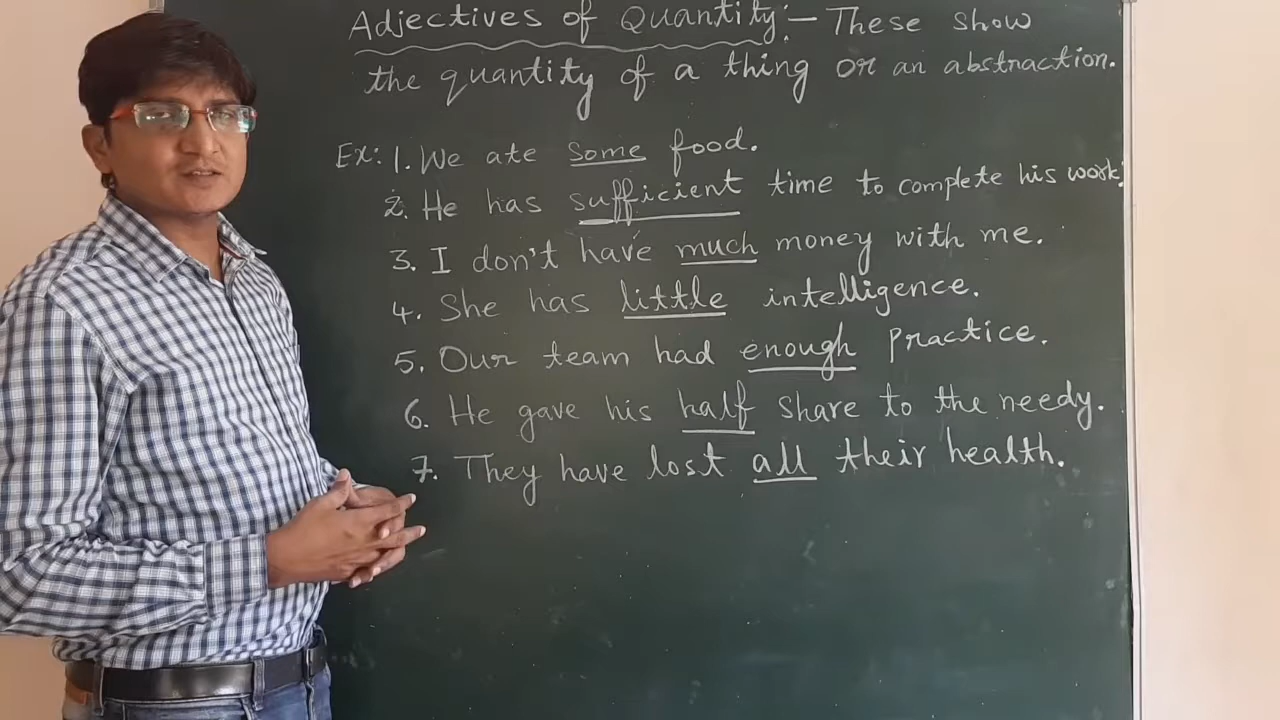 Adjectives of Quantity:- These show
the quantity of a thing or an abstraction.
Ex: 1. We ate some food.
2. He has sufficient time to complete his work.
3. I don't have much money with me.
4. She has little intelligence.
5. Our team had enough practice.
6. He gave his half share to the needy.
7. They have lost all their health.